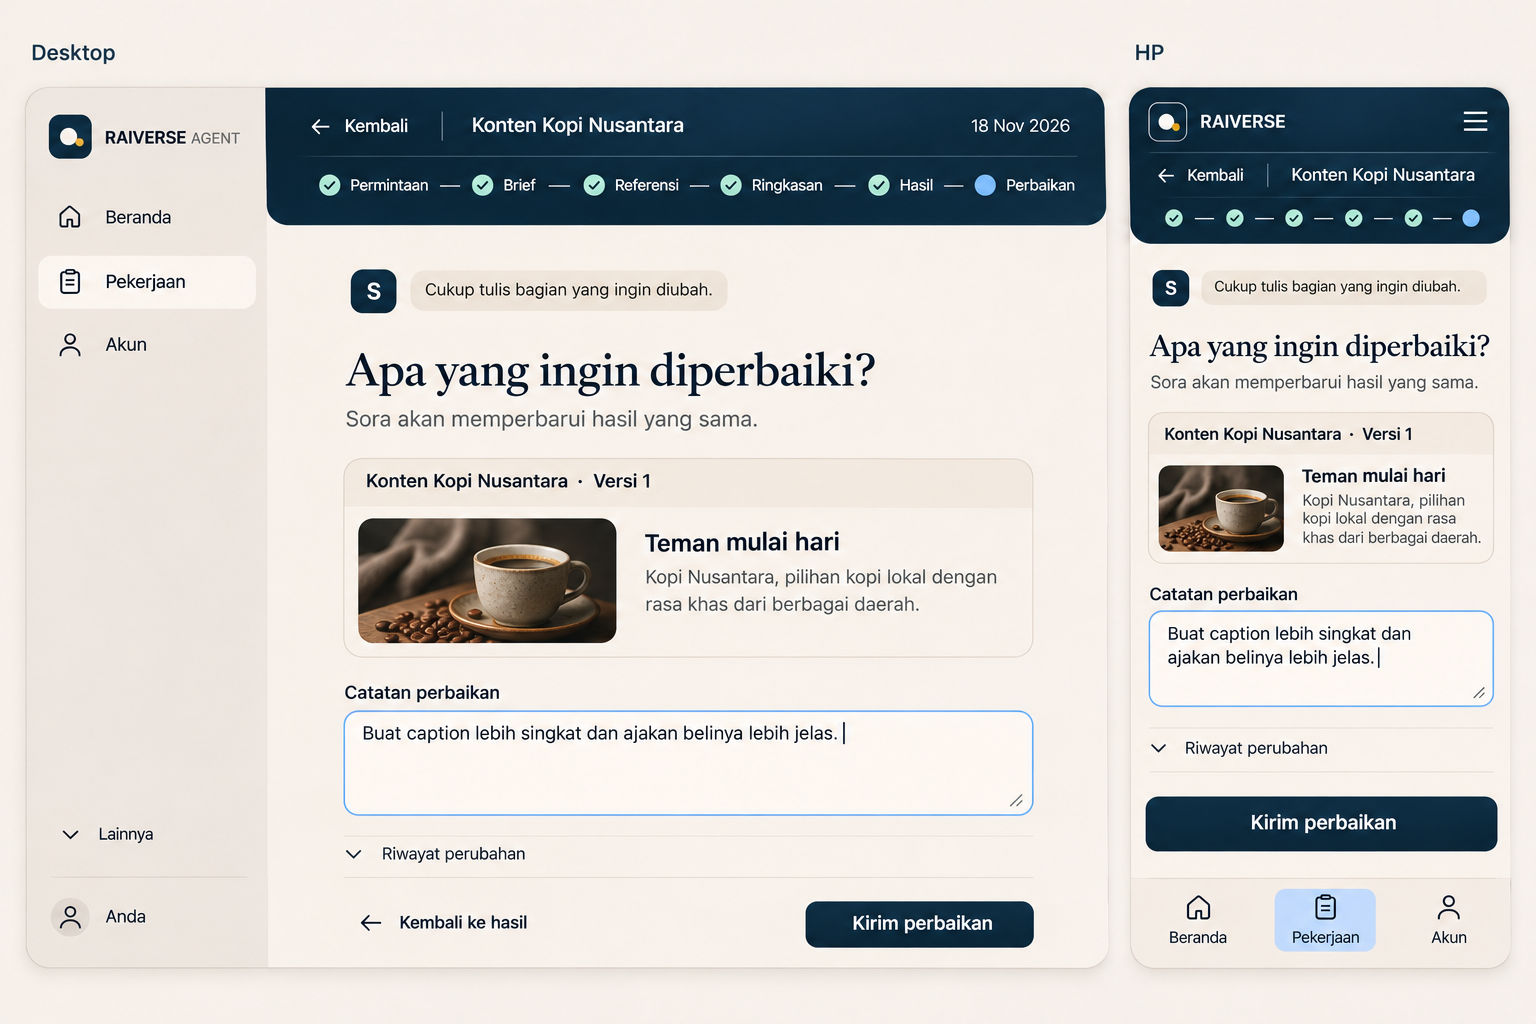 Desktop
RAIVERSE AGENT
Beranda
Pekerjaan
Akun
Lainnya
Anda
Kembali
Konten Kopi Nusantara
18 Nov 2026
Permintaan
Brief
Referensi
Ringkasan
Hasil
Perbaikan
S
Cukup tulis bagian yang ingin diubah.
Apa yang ingin diperbaiki?
Sora akan memperbarui hasil yang sama.
Konten Kopi Nusantara · Versi 1
Teman mulai hari
Kopi Nusantara, pilihan kopi lokal dengan
rasa khas dari berbagai daerah.
Catatan perbaikan
Buat caption lebih singkat dan ajakan belinya lebih jelas.
Riwayat perubahan
Kembali ke hasil
Kirim perbaikan
HP
RAIVERSE
Kembali
Konten Kopi Nusantara
S
Cukup tulis bagian yang ingin diubah.
Apa yang ingin diperbaiki?
Sora akan memperbarui hasil yang sama.
Konten Kopi Nusantara · Versi 1
Teman mulai hari
Kopi Nusantara, pilihan
kopi lokal dengan rasa
khas dari berbagai daerah.
Catatan perbaikan
Buat caption lebih singkat dan
ajakan belinya lebih jelas.
Riwayat perubahan
Kirim perbaikan
Beranda
Pekerjaan
Akun